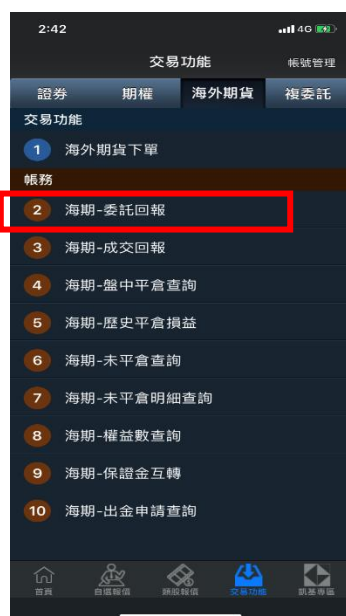 2:42 4G
交易功能 帳號管理
證券 期權 海外期貨 複委託
交易功能
1 海外期貨下單
帳務
2 海期-委託回報
3 海期-成交回報
4 海期-盤中平倉查詢
5 海期-歷史平倉損益
6 海期-未平倉查詢
7 海期-未平倉明細查詢
8 海期-權益數查詢
9 海期-保證金互轉
10 海期-出金申請查詢
首頁 自選報價 類股報價 交易功能 凱基專區